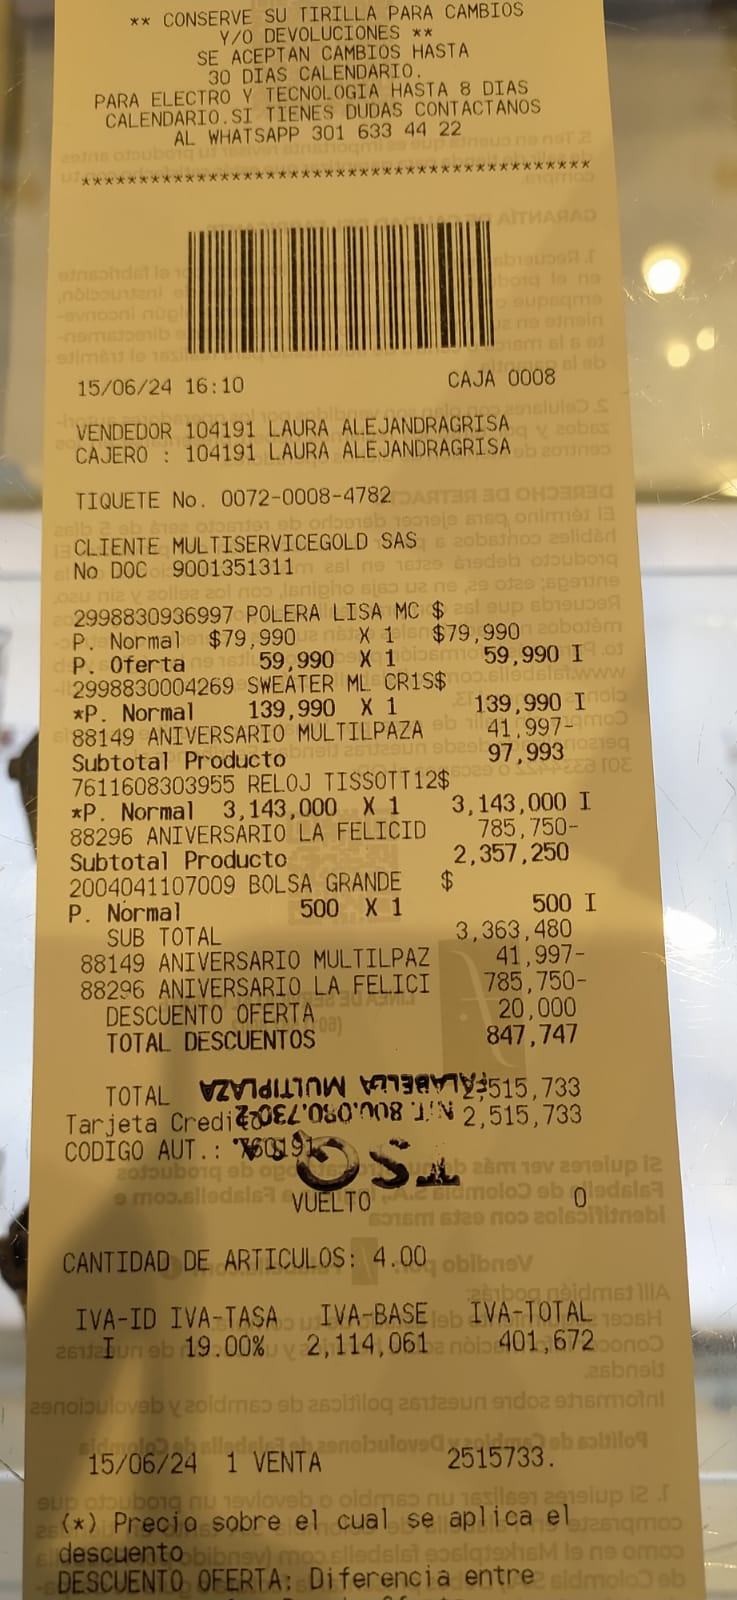 ** CONSERVE SU TIRILLA PARA CAMBIOS
Y/O DEVOLUCIONES **
SE ACEPTAN CAMBIOS HASTA
30 DIAS CALENDARIO.
PARA ELECTRO Y TECNOLOGIA HASTA 8 DIAS
CALENDARIO.SI TIENES DUDAS CONTACTANOS
AL WHATSAPP 301 633 44 22
********************************************
15/06/24 16:10 CAJA 0008
VENDEDOR 104191 LAURA ALEJANDRAGRISA
CAJERO : 104191 LAURA ALEJANDRAGRISA
TIQUETE No. 0072-0008-4782
CLIENTE MULTISERVICEGOLD SAS
No DOC 9001351311
2998830936997 POLERA LISA MC $
P. Normal $79,990 X 1 $79,990
P. Oferta 59,990 X 1 59,990 I
2998830004269 SWEATER ML CR1S$
*P. Normal 139,990 X 1 139,990 I
88149 ANIVERSARIO MULTILPAZA 41,997-
Subtotal Producto 97,993
7611608303955 RELOJ TISSOTT12$
*P. Normal 3,143,000 X 1 3,143,000 I
88296 ANIVERSARIO LA FELICID 785,750-
Subtotal Producto 2,357,250
2004041107009 BOLSA GRANDE $
P. Normal 500 X 1 500 I
SUB TOTAL 3,363,480
88149 ANIVERSARIO MULTILPAZ 41,997-
88296 ANIVERSARIO LA FELICI 785,750-
DESCUENTO OFERTA 20,000
TOTAL DESCUENTOS 847,747
TOTAL 2,515,733
FALABELLA MULTIPLAZA
Tarjeta Credi 2,515,733
CODIGO AUT.:
VUELTO 0
CANTIDAD DE ARTICULOS: 4.00
IVA-ID IVA-TASA IVA-BASE IVA-TOTAL
I 19.00% 2,114,061 401,672
15/06/24 1 VENTA 2515733.
(*) Precio sobre el cual se aplica el
descuento
DESCUENTO OFERTA: Diferencia entre